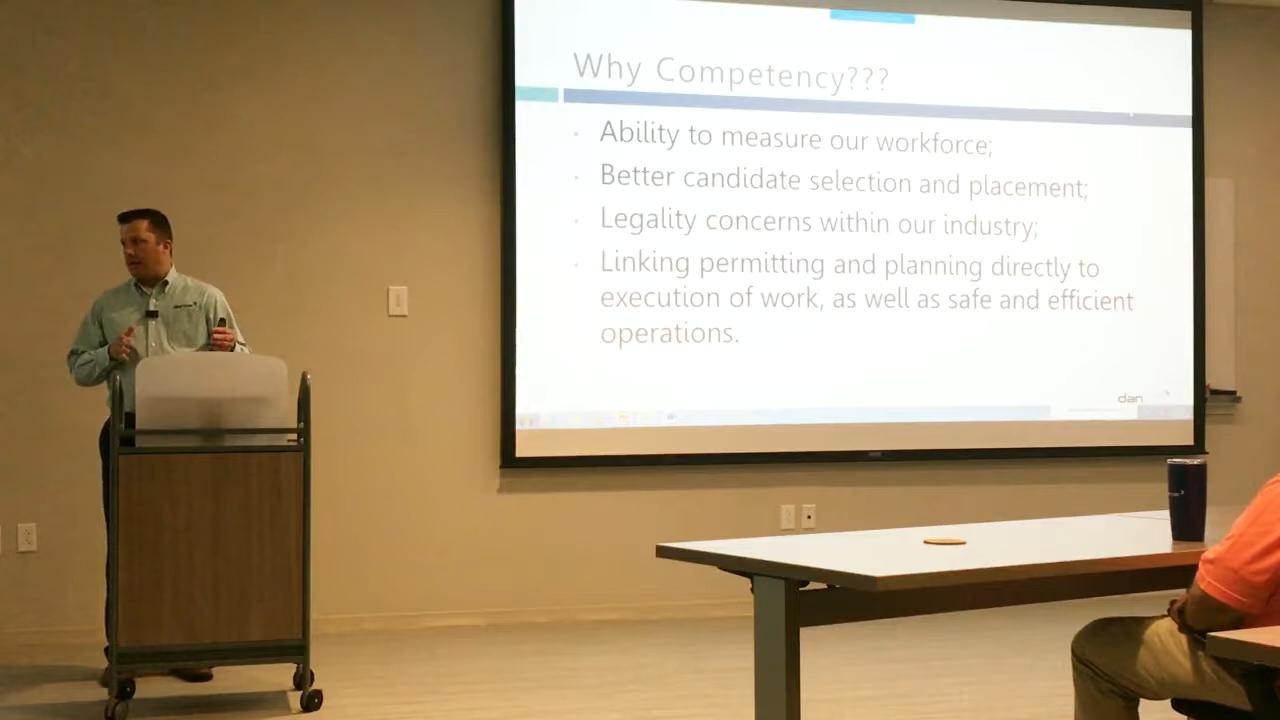 Why Competency???
Ability to measure our workforce;
Better candidate selection and placement;
Legality concerns within our industry;
Linking permitting and planning directly to
execution of work, as well as safe and efficient
operations.
dan